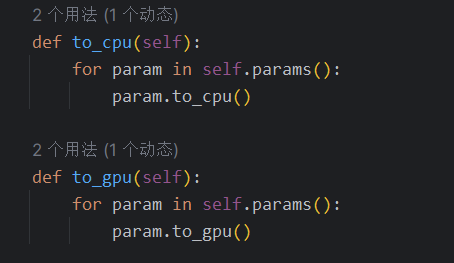 2 个用法 (1 个动态)
def to_cpu(self):
    for param in self.params():
        param.to_cpu()
2 个用法 (1 个动态)
def to_gpu(self):
    for param in self.params():
        param.to_gpu()